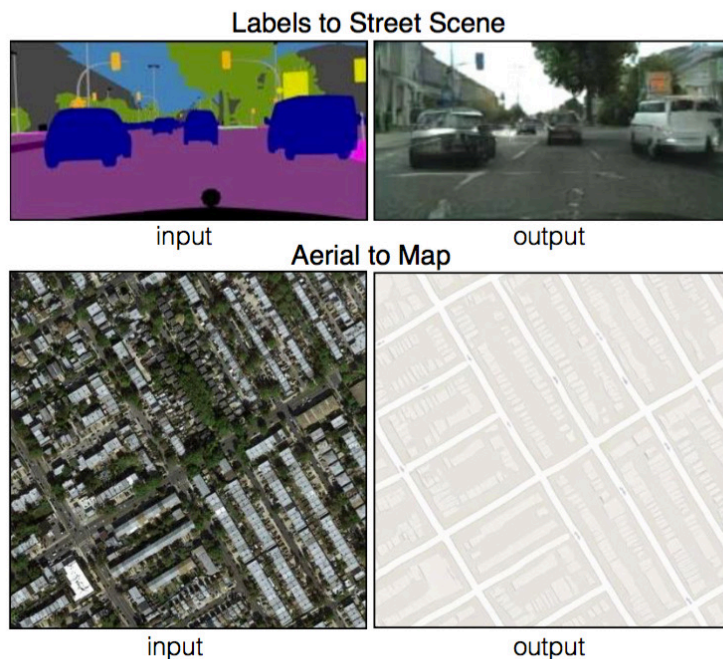 Labels to Street Scene
input
output
Aerial to Map
input
output